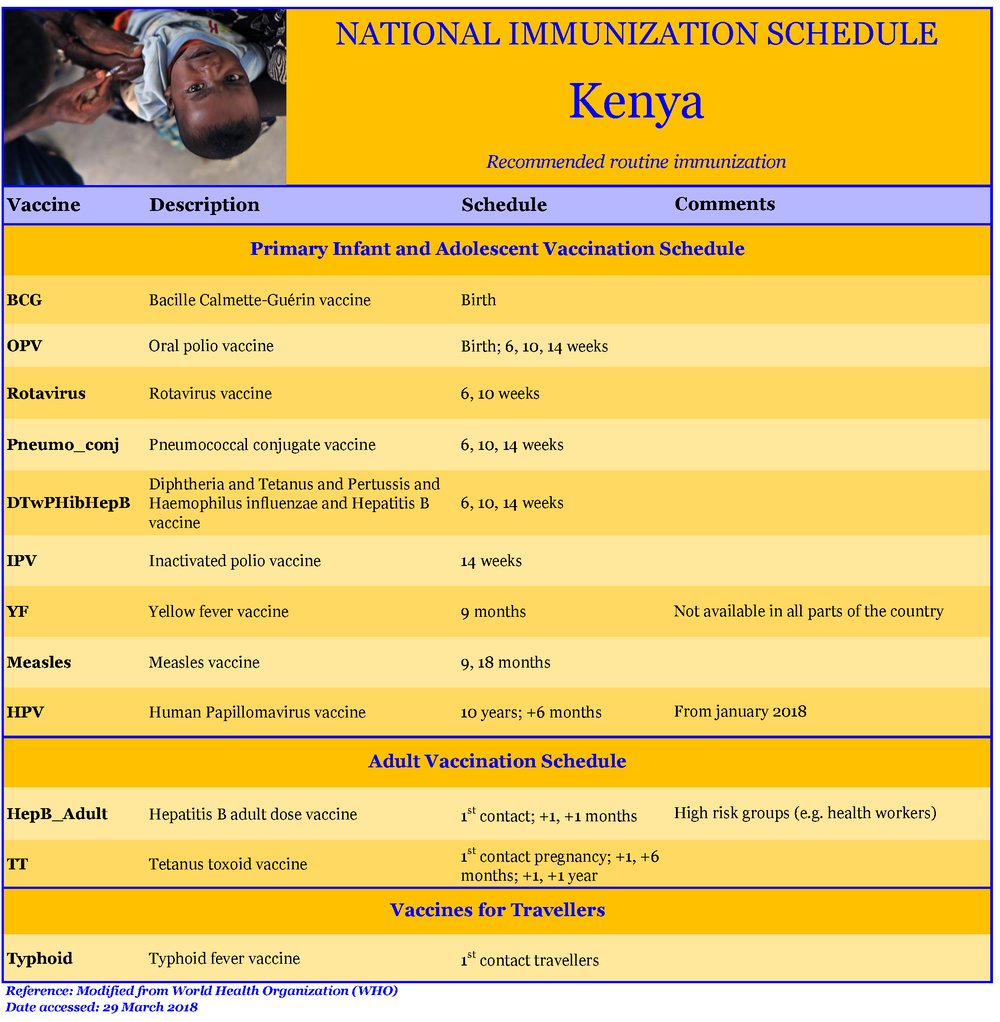 NATIONAL IMMUNIZATION SCHEDULE
Kenya
Recommended routine immunization
Vaccine Description Schedule Comments
Primary Infant and Adolescent Vaccination Schedule
BCG Bacille Calmette-Guérin vaccine Birth
OPV Oral polio vaccine Birth; 6, 10, 14 weeks
Rotavirus Rotavirus vaccine 6, 10 weeks
Pneumo_conj Pneumococcal conjugate vaccine 6, 10, 14 weeks
Diphtheria and Tetanus and Pertussis and
DTwPHibHepB Haemophilus influenzae and Hepatitis B 6, 10, 14 weeks
vaccine
IPV Inactivated polio vaccine 14 weeks
YF Yellow fever vaccine 9 months Not available in all parts of the country
Measles Measles vaccine 9, 18 months
HPV Human Papillomavirus vaccine 10 years; +6 months From january 2018
Adult Vaccination Schedule
HepB_Adult Hepatitis B adult dose vaccine 1st contact; +1, +1 months High risk groups (e.g. health workers)
TT Tetanus toxoid vaccine 1st contact pregnancy; +1, +6
months; +1, +1 year
Vaccines for Travellers
Typhoid Typhoid fever vaccine 1st contact travellers
Reference: Modified from World Health Organization (WHO)
Date accessed: 29 March 2018